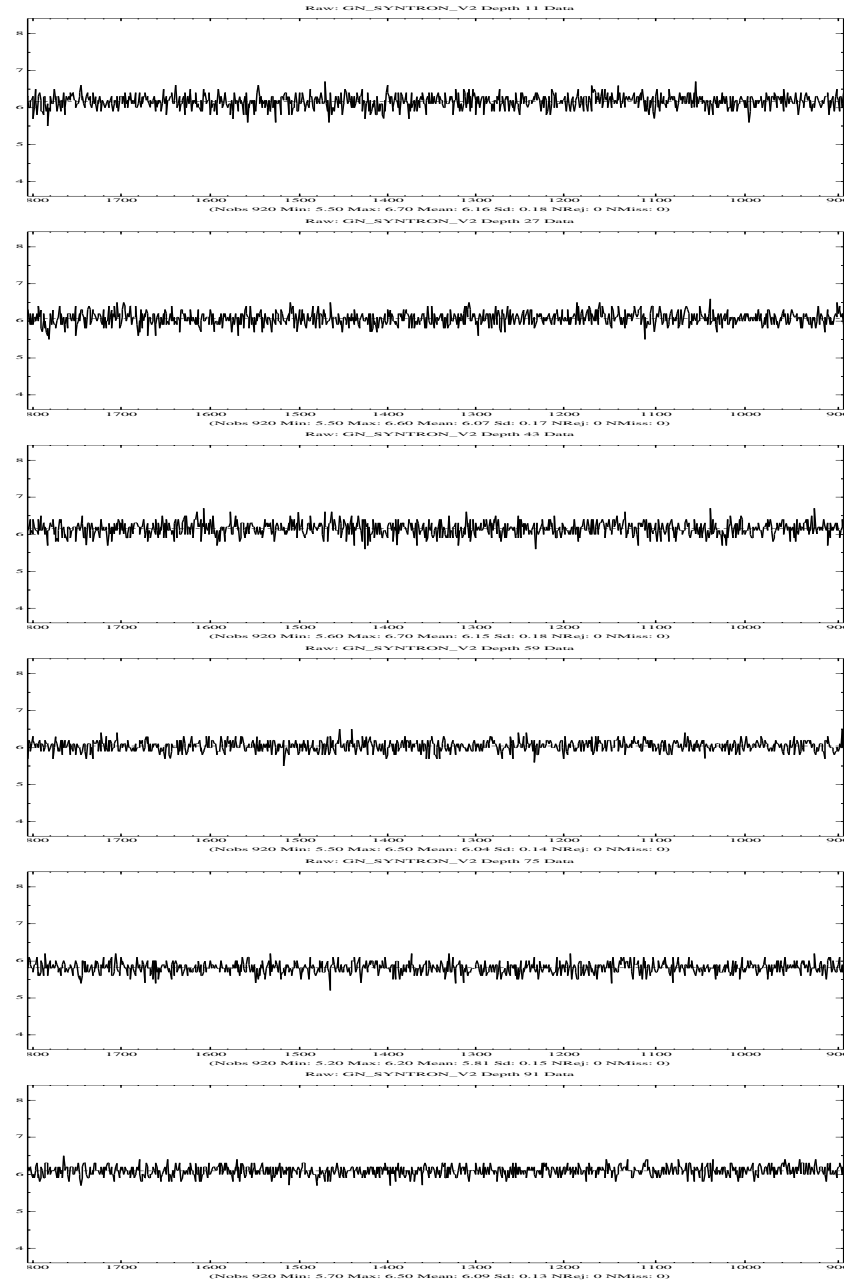 Raw: GN_SYNTRON_V2 Depth 11 Data
8
7
6
5
4
800 1700 1600 1500 1400 1300 1200 1100 1000 900
(Nobs 920 Min: 5.50 Max: 6.70 Mean: 6.16 Sd: 0.18 NRej: 0 NMiss: 0)
Raw: GN_SYNTRON_V2 Depth 27 Data
8
7
6
5
4
800 1700 1600 1500 1400 1300 1200 1100 1000 900
(Nobs 920 Min: 5.50 Max: 6.60 Mean: 6.07 Sd: 0.17 NRej: 0 NMiss: 0)
Raw: GN_SYNTRON_V2 Depth 43 Data
8
7
6
5
4
800 1700 1600 1500 1400 1300 1200 1100 1000 900
(Nobs 920 Min: 5.60 Max: 6.70 Mean: 6.15 Sd: 0.18 NRej: 0 NMiss: 0)
Raw: GN_SYNTRON_V2 Depth 59 Data
8
7
6
5
4
800 1700 1600 1500 1400 1300 1200 1100 1000 900
(Nobs 920 Min: 5.50 Max: 6.50 Mean: 6.04 Sd: 0.14 NRej: 0 NMiss: 0)
Raw: GN_SYNTRON_V2 Depth 75 Data
8
7
6
5
4
800 1700 1600 1500 1400 1300 1200 1100 1000 900
(Nobs 920 Min: 5.20 Max: 6.20 Mean: 5.81 Sd: 0.15 NRej: 0 NMiss: 0)
Raw: GN_SYNTRON_V2 Depth 91 Data
8
7
6
5
4
800 1700 1600 1500 1400 1300 1200 1100 1000 900
(Nobs 920 Min: 5.70 Max: 6.50 Mean: 6.09 Sd: 0.13 NRej: 0 NMiss: 0)